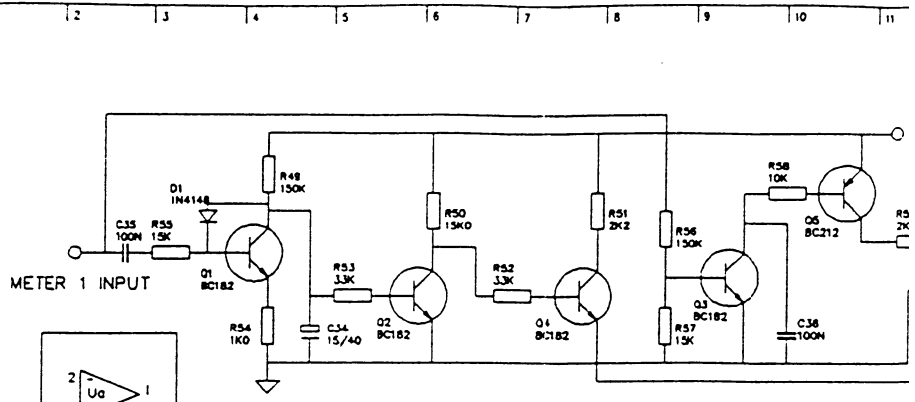 2 3 4 5 6 7 8 9 10 11
D1
1N4148
R49
150K
R50
15K0
R51
2K2
R58
10K
Q5
BC212
C35
100N
R55
15K
METER 1 INPUT
Q1
BC182
R53
33K
R52
33K
R56
150K
R54
1K0
C34
15/40
Q2
BC182
Q4
BC182
R57
15K
Q3
BC182
C36
100N
2
-
Ua
1